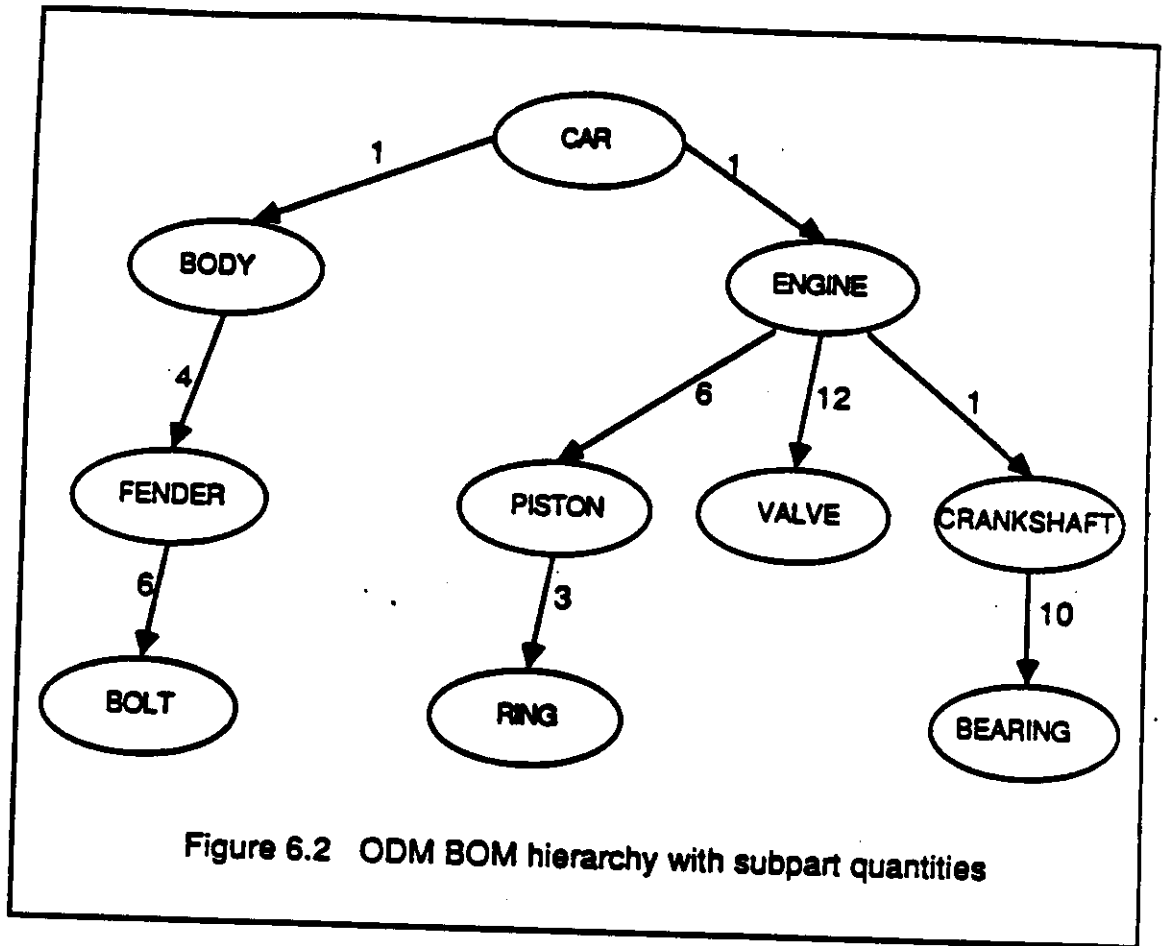 CAR
1
1
BODY
ENGINE
4
6
12
1
FENDER
PISTON
VALVE
CRANKSHAFT
6
3
10
BOLT
RING
BEARING
Figure 6.2 ODM BOM hierarchy with subpart quantities